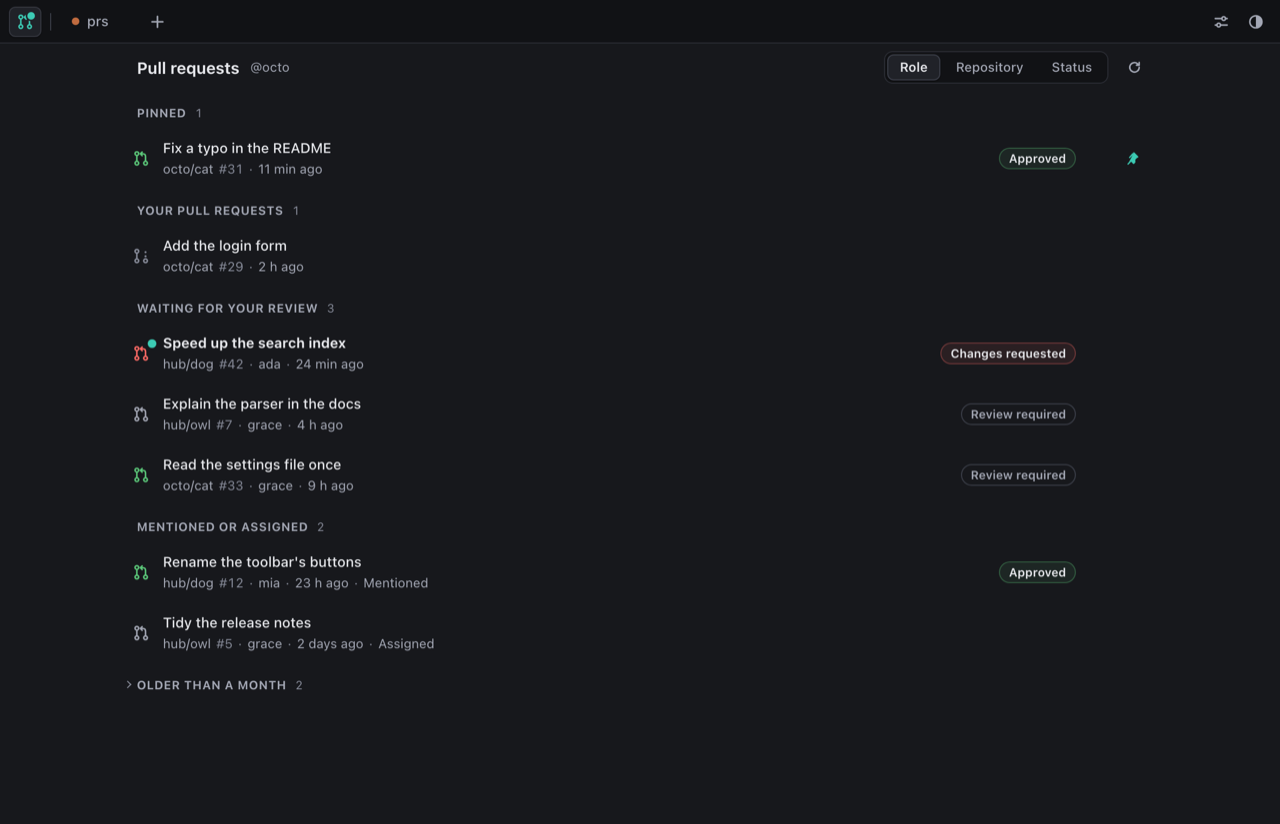 prs
Pull requests @octo
Role Repository Status
PINNED 1
Fix a typo in the README
octo/cat #31 · 11 min ago
Approved
YOUR PULL REQUESTS 1
Add the login form
octo/cat #29 · 2 h ago
WAITING FOR YOUR REVIEW 3
Speed up the search index
hub/dog #42 · ada · 24 min ago
Changes requested
Explain the parser in the docs
hub/owl #7 · grace · 4 h ago
Review required
Read the settings file once
octo/cat #33 · grace · 9 h ago
Review required
MENTIONED OR ASSIGNED 2
Rename the toolbar's buttons
hub/dog #12 · mia · 23 h ago · Mentioned
Approved
Tidy the release notes
hub/owl #5 · grace · 2 days ago · Assigned
OLDER THAN A MONTH 2